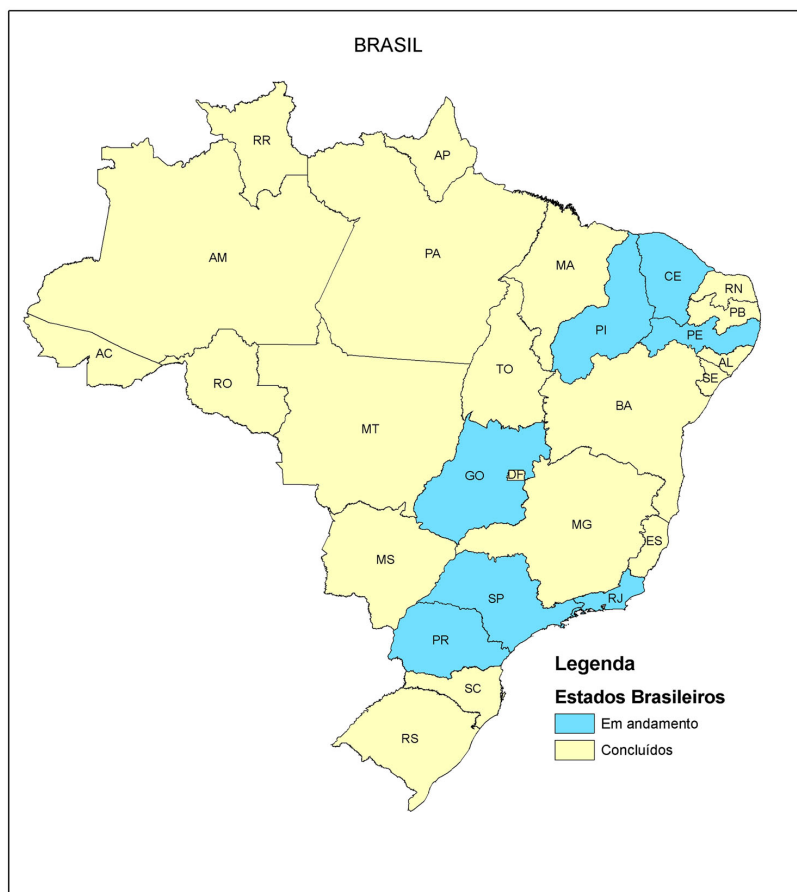 BRASIL
RR
AP
AM
PA
MA
CE
RN
PB
PI
PE
AL
SE
AC
RO
TO
BA
MT
GO
DF
MG
ES
MS
SP
RJ
PR
SC
RS
Legenda
Estados Brasileiros
Em andamento
Concluídos